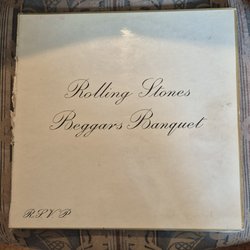 Rolling Stones
Beggars Banquet
R.S.V.P.